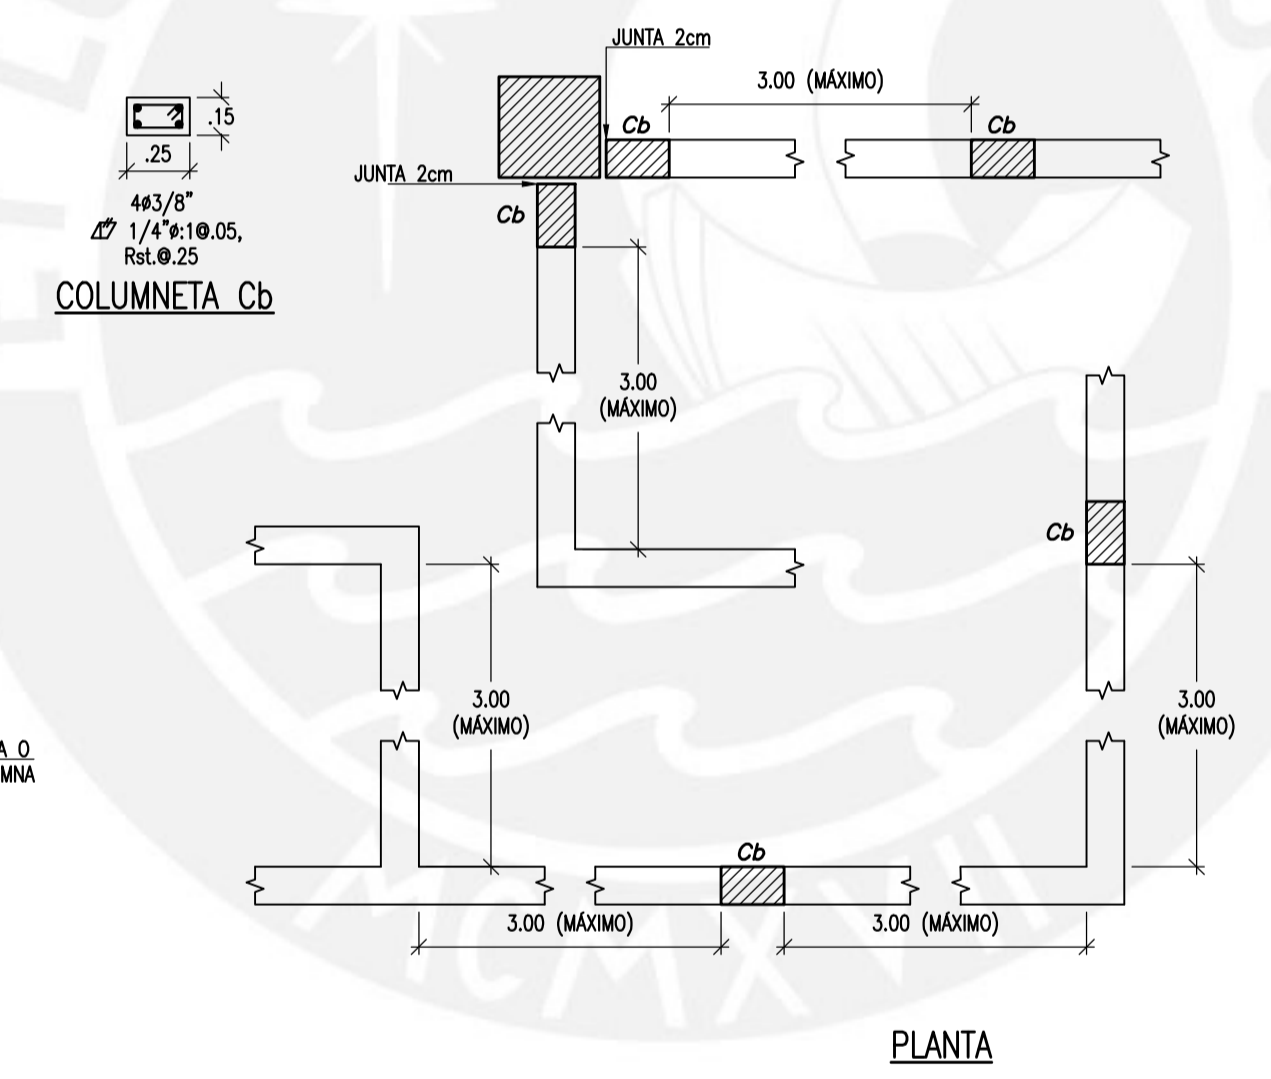 JUNTA 2cm
3.00 (MÁXIMO)
.15
Cb
Cb
.25
JUNTA 2cm
4ø3/8"
Cb
1/4"ø:1@.05,
Rst.@.25
COLUMNETA Cb
3.00
(MÁXIMO)
Cb
3.00
(MÁXIMO)
3.00
(MÁXIMO)
A O
MNA
Cb
3.00 (MÁXIMO)
3.00 (MÁXIMO)
MCMXVII
PLANTA